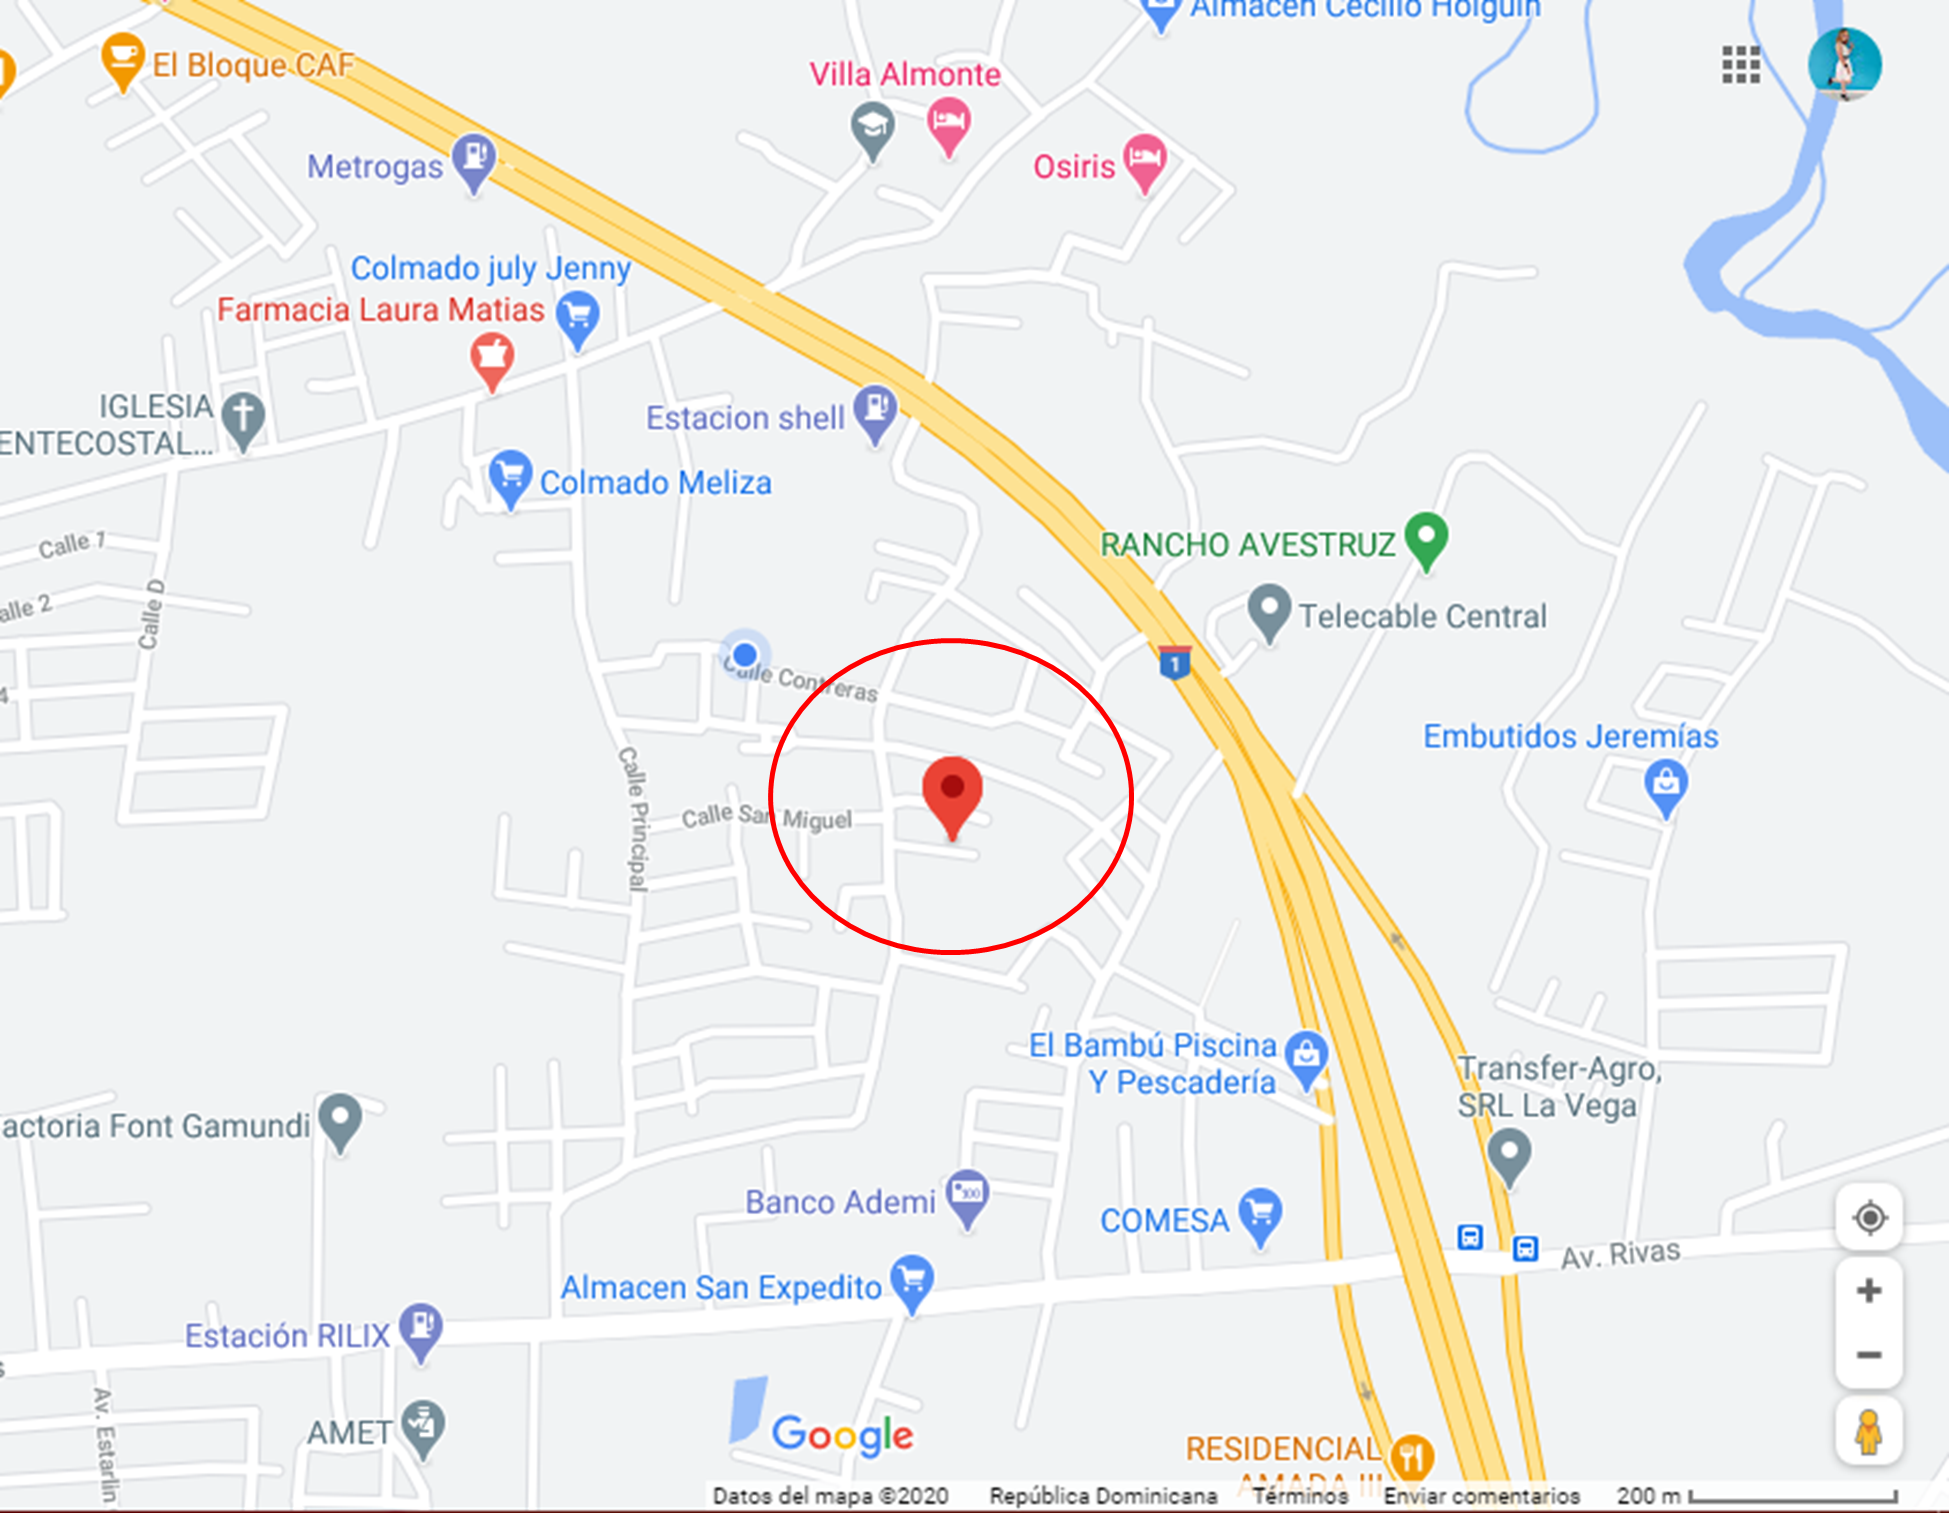 Almacen Cecilio Holguin
El Bloque CAF
Villa Almonte
Metrogas
Osiris
Colmado july Jenny
Farmacia Laura Matias
IGLESIA
ENTECOSTAL...
Estacion shell
Colmado Meliza
RANCHO AVESTRUZ
Calle 1
Calle D
alle 2
Telecable Central
1
Calle Contreras
4
Embutidos Jeremías
Calle Principal
Calle San Miguel
El Bambú Piscina
Y Pescadería
Transfer-Agro,
SRL La Vega
actoria Font Gamundi
Banco Ademi
COMESA
Av. Rivas
Almacen San Expedito
Estación RILIX
s
Av. Estarlin
AMET
Google
RESIDENCIAL
AMADA III
Datos del mapa ©2020 República Dominicana Términos Enviar comentarios 200 m